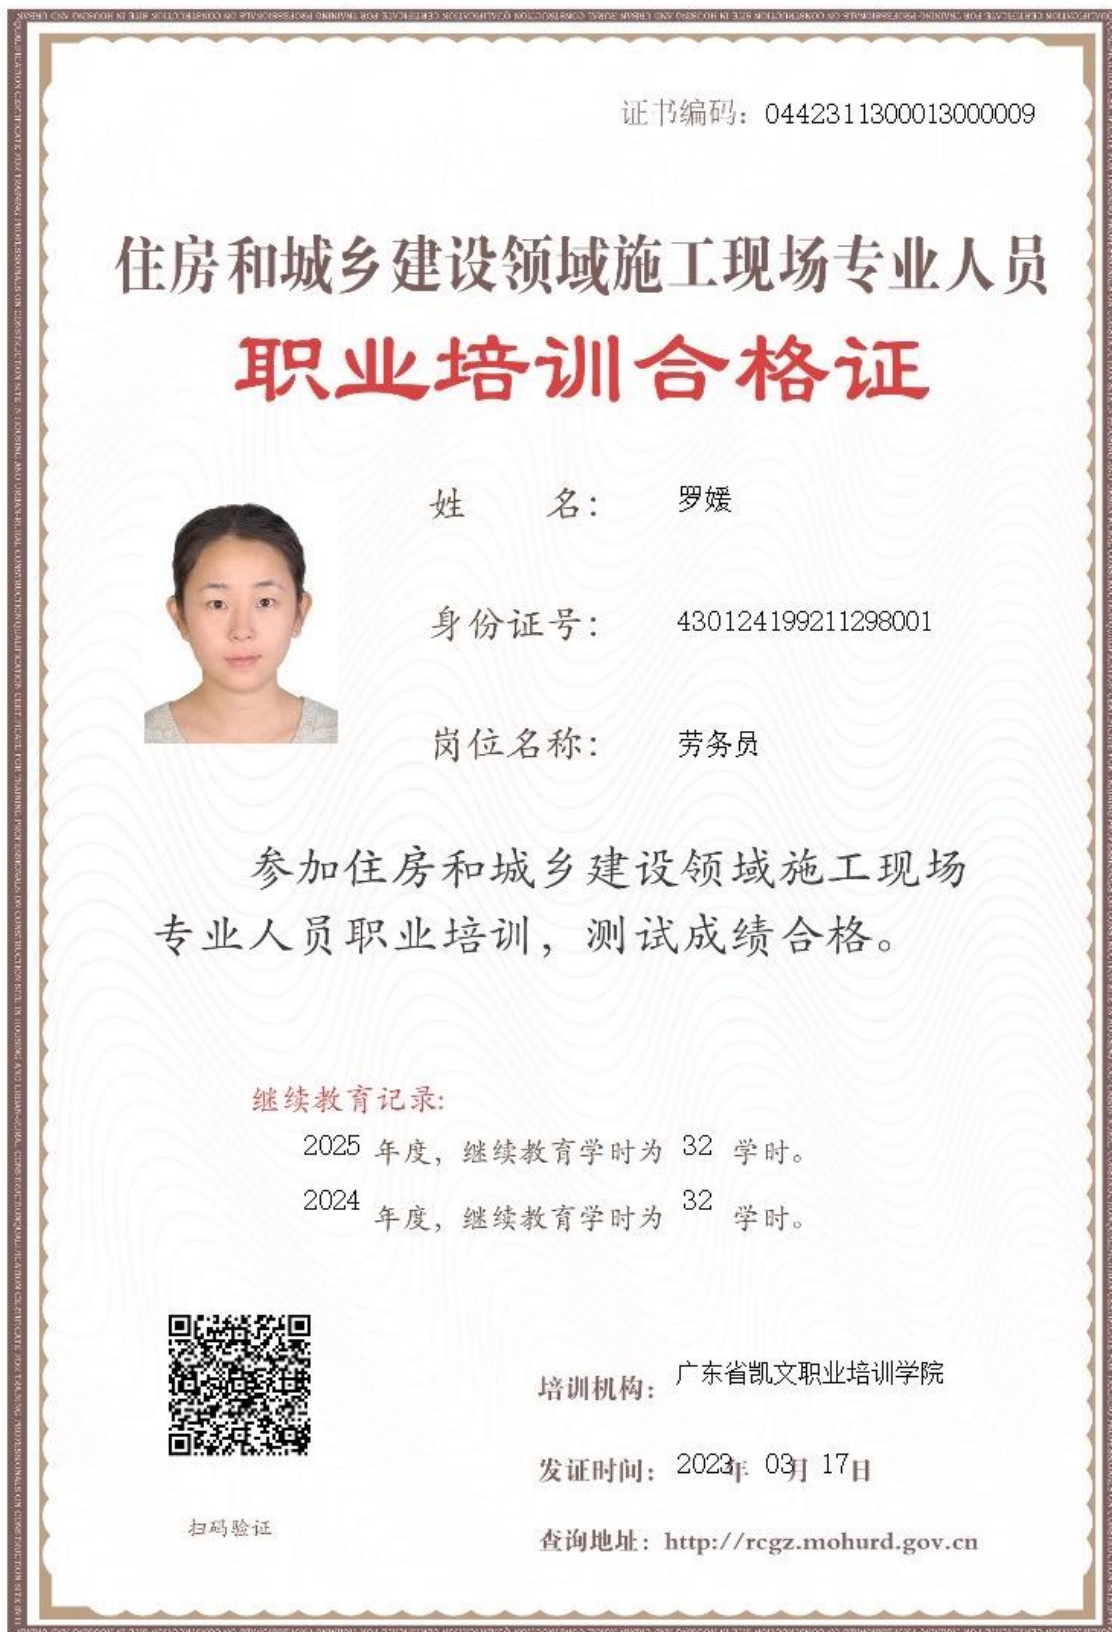 证书编码：0442311300013000009
住房和城乡建设领域施工现场专业人员
职业培训合格证
姓 名： 罗媛
身份证号： 430124199211298001
岗位名称： 劳务员
参加住房和城乡建设领域施工现场
专业人员职业培训，测试成绩合格。
继续教育记录:
2025 年度，继续教育学时为 32 学时。
2024 年度，继续教育学时为 32 学时。
培训机构： 广东省凯文职业培训学院
发证时间： 2023年 03月 17日
扫码验证
查询地址：http://rcgz.mohurd.gov.cn